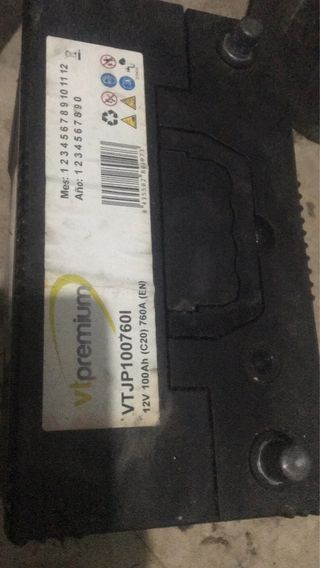 vtpremium
VTJP100760I
12V 100Ah (C20) 760A (EN)
Mes: 1 2 3 4 5 6 7 8 9 10 11 12
Año: 1 2 3 4 5 6 7 8 9 0